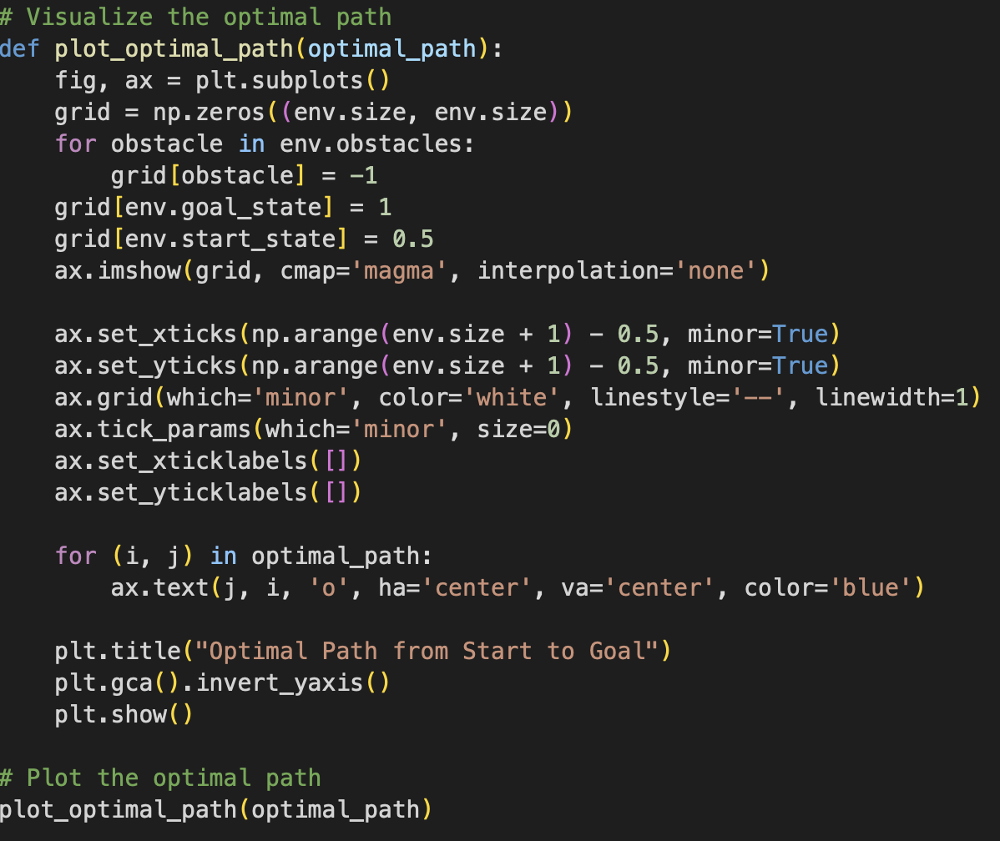 # Visualize the optimal path
def plot_optimal_path(optimal_path):
    fig, ax = plt.subplots()
    grid = np.zeros((env.size, env.size))
    for obstacle in env.obstacles:
        grid[obstacle] = -1
    grid[env.goal_state] = 1
    grid[env.start_state] = 0.5
    ax.imshow(grid, cmap='magma', interpolation='none')

    ax.set_xticks(np.arange(env.size + 1) - 0.5, minor=True)
    ax.set_yticks(np.arange(env.size + 1) - 0.5, minor=True)
    ax.grid(which='minor', color='white', linestyle='--', linewidth=1)
    ax.tick_params(which='minor', size=0)
    ax.set_xticklabels([])
    ax.set_yticklabels([])

    for (i, j) in optimal_path:
        ax.text(j, i, 'o', ha='center', va='center', color='blue')

    plt.title("Optimal Path from Start to Goal")
    plt.gca().invert_yaxis()
    plt.show()

# Plot the optimal path
plot_optimal_path(optimal_path)